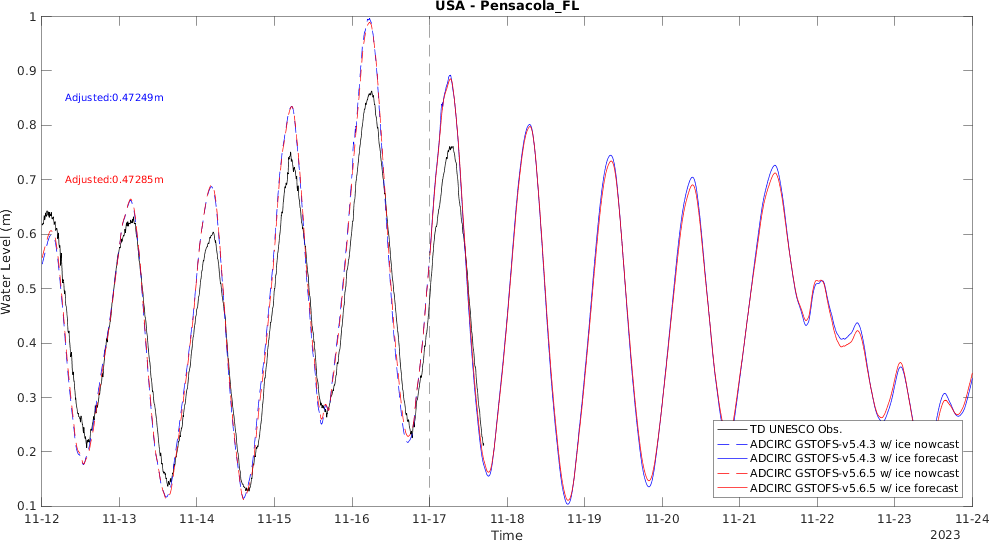 USA - Pensacola_FL
1
0.9
0.8
0.7
0.6
0.5
0.4
0.3
0.2
0.1
Water Level (m)
Adjusted:0.47249m
Adjusted:0.47285m
TD UNESCO Obs.
ADCIRC GSTOFS-v5.4.3 w/ ice nowcast
ADCIRC GSTOFS-v5.4.3 w/ ice forecast
ADCIRC GSTOFS-v5.6.5 w/ ice nowcast
ADCIRC GSTOFS-v5.6.5 w/ ice forecast
11-12 11-13 11-14 11-15 11-16 11-17 11-18 11-19 11-20 11-21 11-22 11-23 11-24
Time
2023